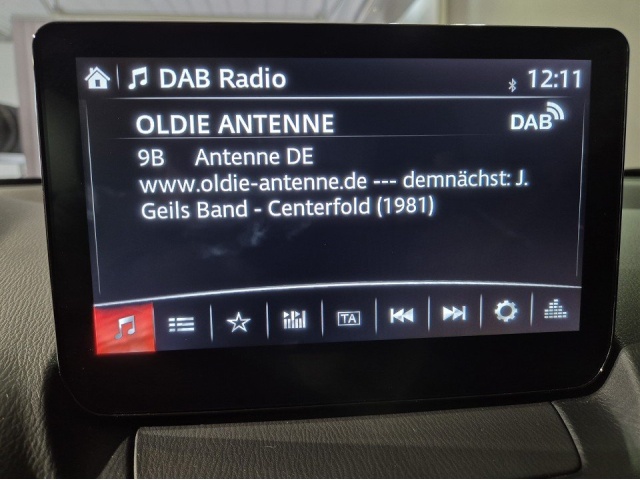 DAB Radio 12:11
OLDIE ANTENNE DAB
9B Antenne DE
www.oldie-antenne.de --- demnächst: J.
Geils Band - Centerfold (1981)
TA